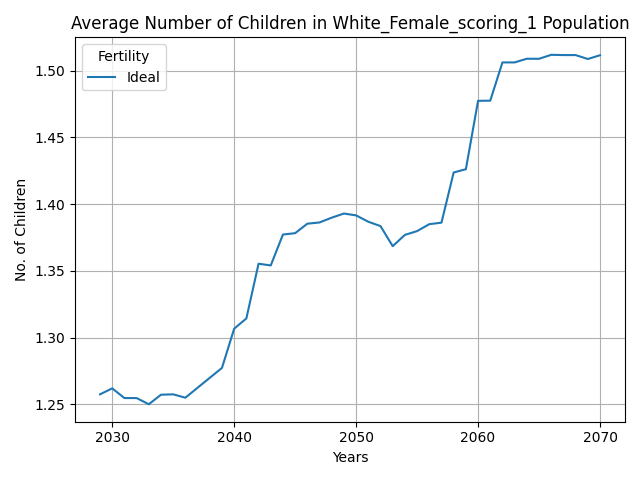 Average Number of Children in White_Female_scoring_1 Population
Fertility
Ideal
No. of Children
1.50
1.45
1.40
1.35
1.30
1.25
2030 2040 2050 2060 2070
Years